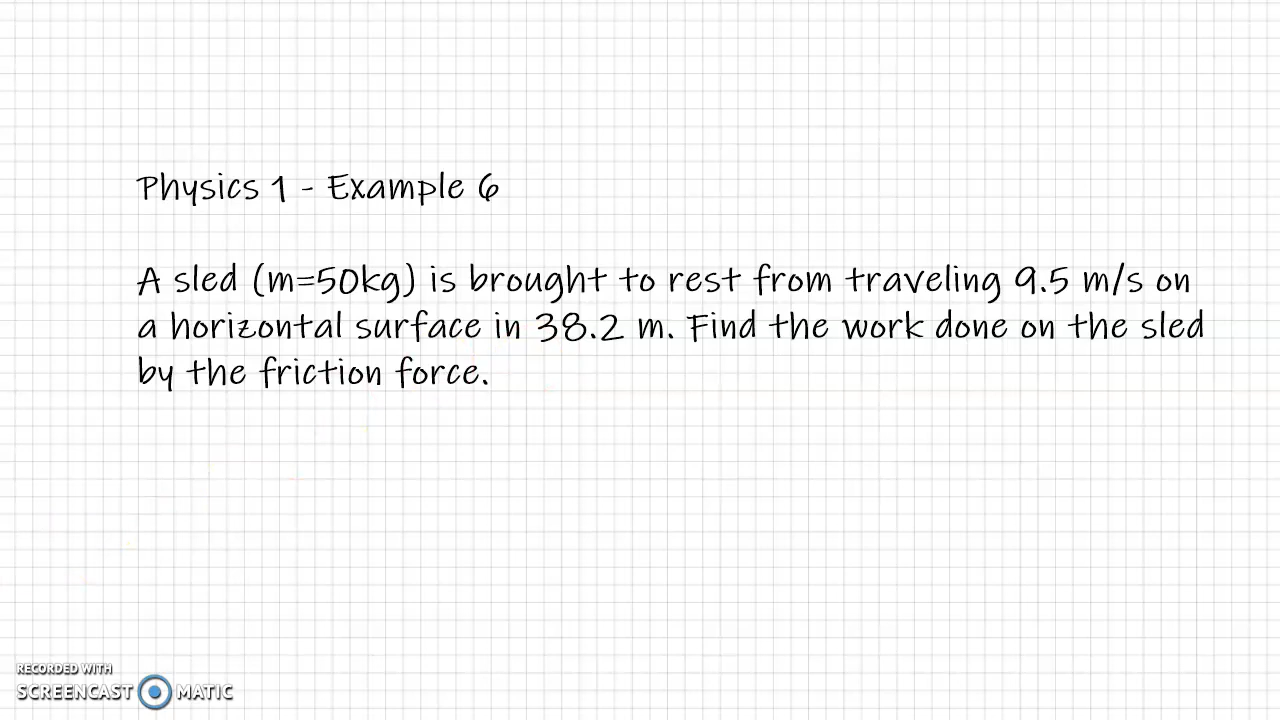 Physics 1 - Example 6
A sled (m=50kg) is brought to rest from traveling 9.5 m/s on
a horizontal surface in 38.2 m. Find the work done on the sled
by the friction force.
RECORDED WITH
SCREENCAST MATIC